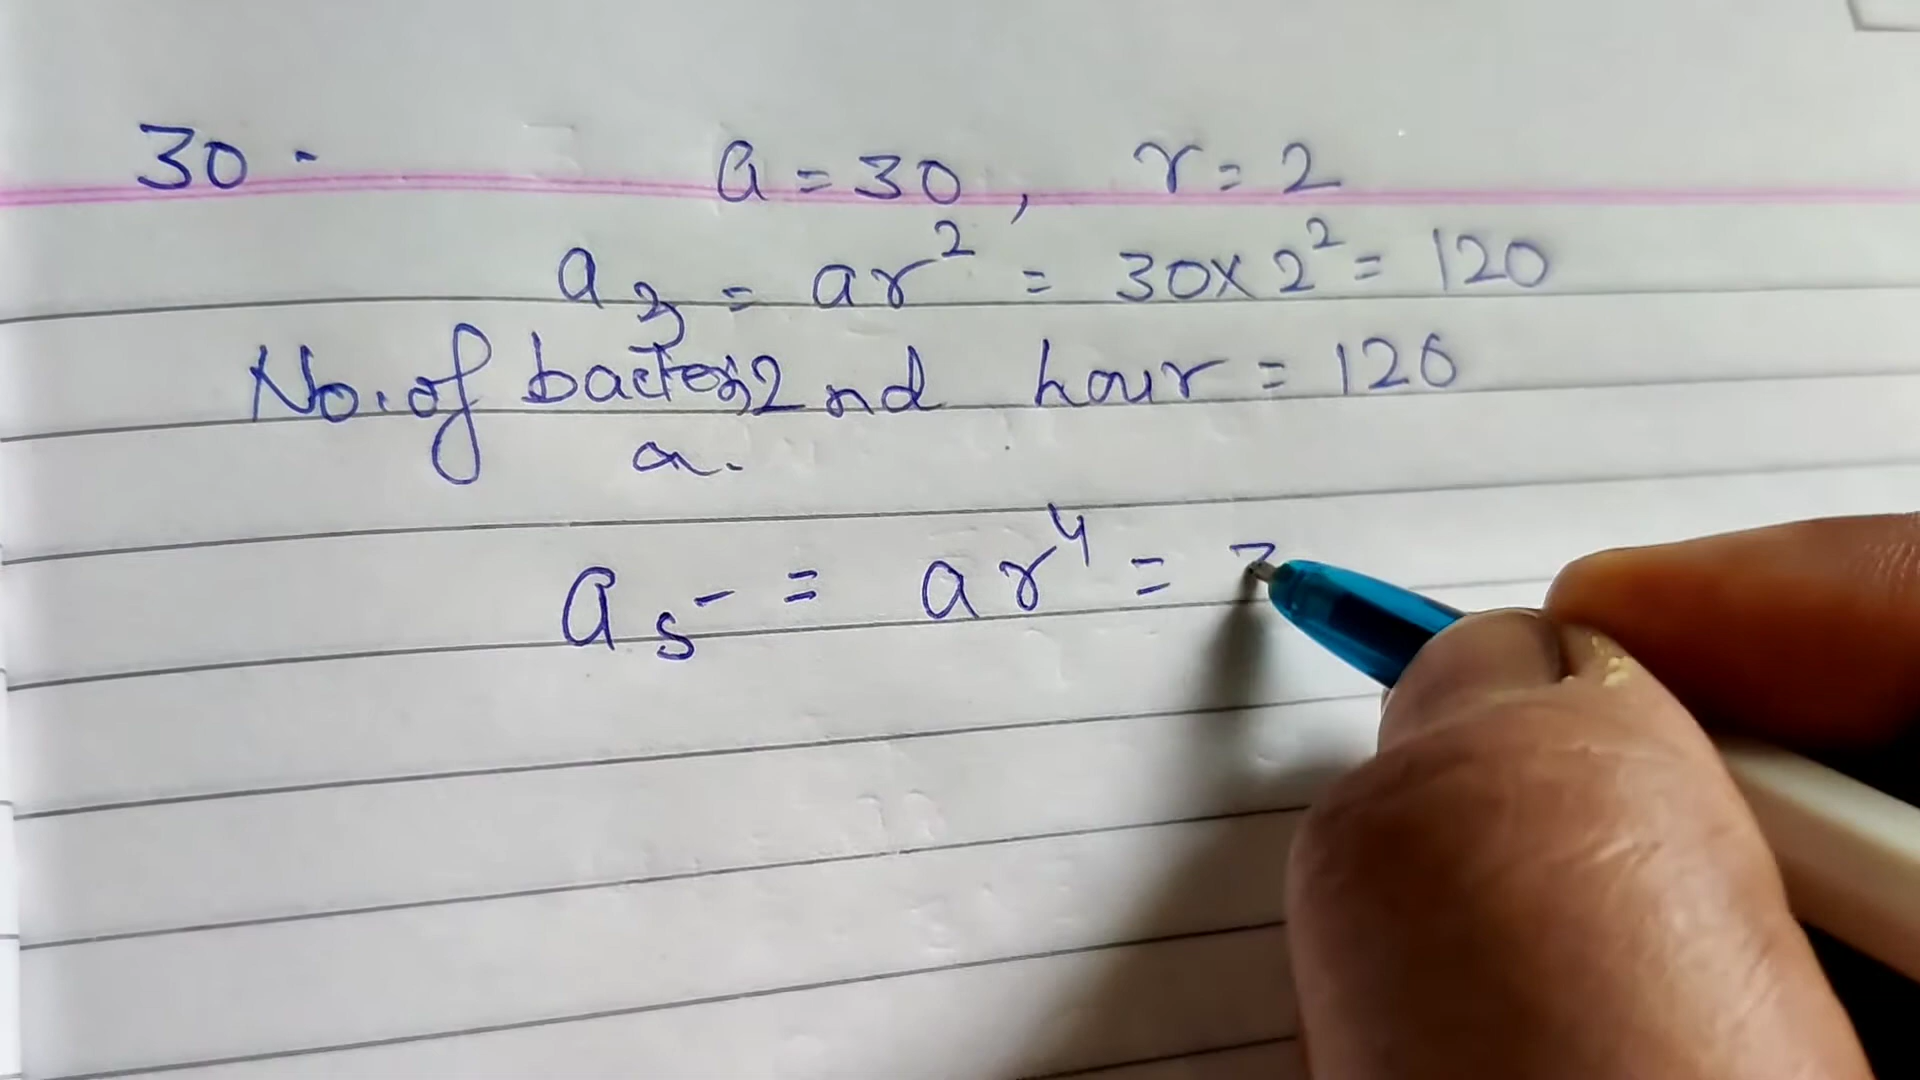 30. a = 30, r = 2
a₃ = ar² = 30 × 2² = 120
No. of bacteria 2nd hour = 120
a₅ = ar⁴ = 3